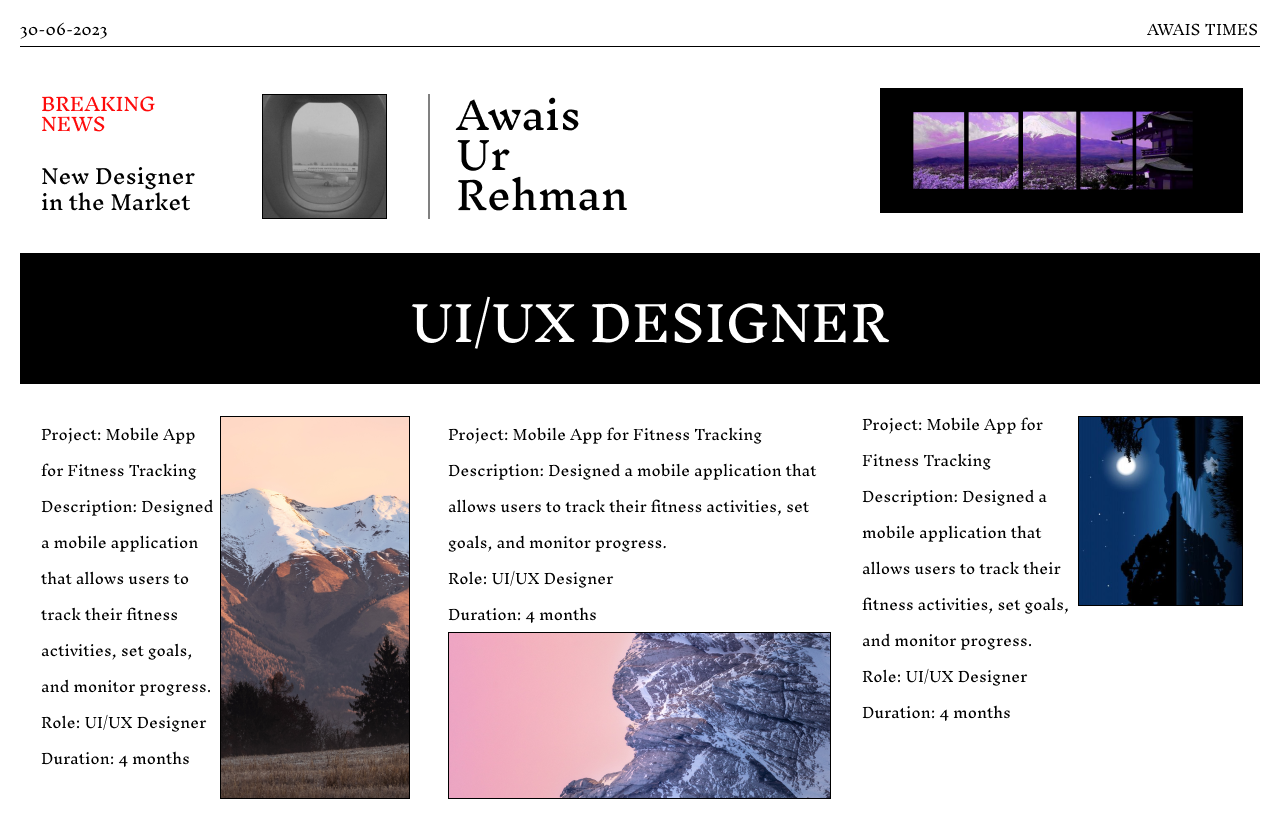 30-06-2023
AWAIS TIMES
BREAKING
NEWS
New Designer
in the Market
Awais
Ur
Rehman
UI/UX DESIGNER
Project: Mobile App
for Fitness Tracking
Description: Designed
a mobile application
that allows users to
track their fitness
activities, set goals,
and monitor progress.
Role: UI/UX Designer
Duration: 4 months
Project: Mobile App for Fitness Tracking
Description: Designed a mobile application that
allows users to track their fitness activities, set
goals, and monitor progress.
Role: UI/UX Designer
Duration: 4 months
Project: Mobile App for
Fitness Tracking
Description: Designed a
mobile application that
allows users to track their
fitness activities, set goals,
and monitor progress.
Role: UI/UX Designer
Duration: 4 months